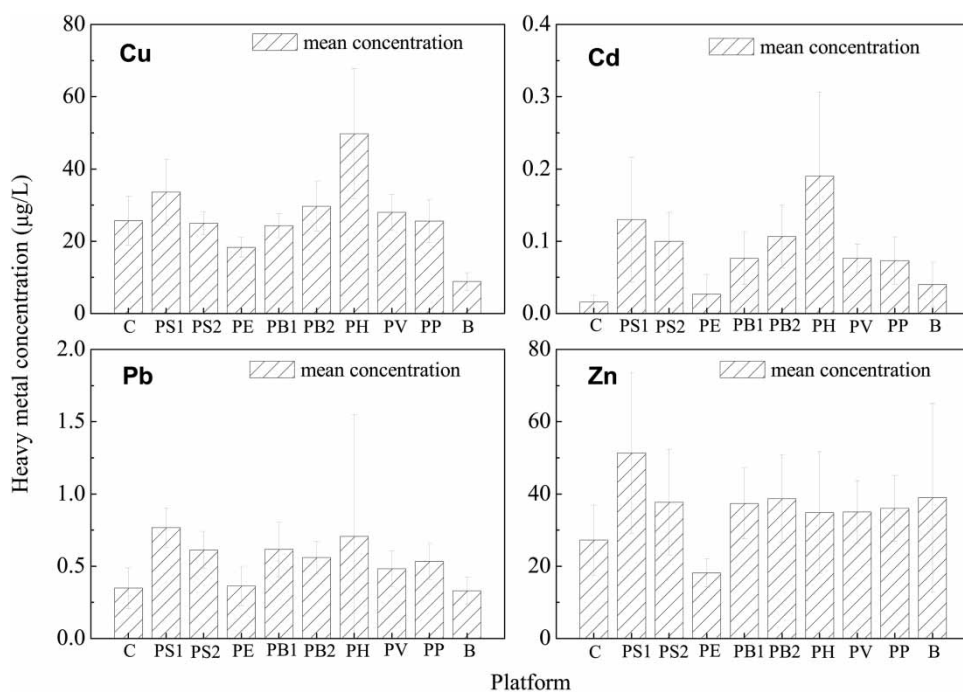 80
60
40
20
0
Cu
mean concentration
C PS1 PS2 PE PB1 PB2 PH PV PP B
0.4
0.3
0.2
0.1
0.0
Cd
mean concentration
C PS1 PS2 PE PB1 PB2 PH PV PP B
Heavy metal concentration (µg/L)
2.0
1.5
1.0
0.5
0.0
Pb
mean concentration
C PS1 PS2 PE PB1 PB2 PH PV PP B
80
60
40
20
0
Zn
mean concentration
C PS1 PS2 PE PB1 PB2 PH PV PP B
Platform